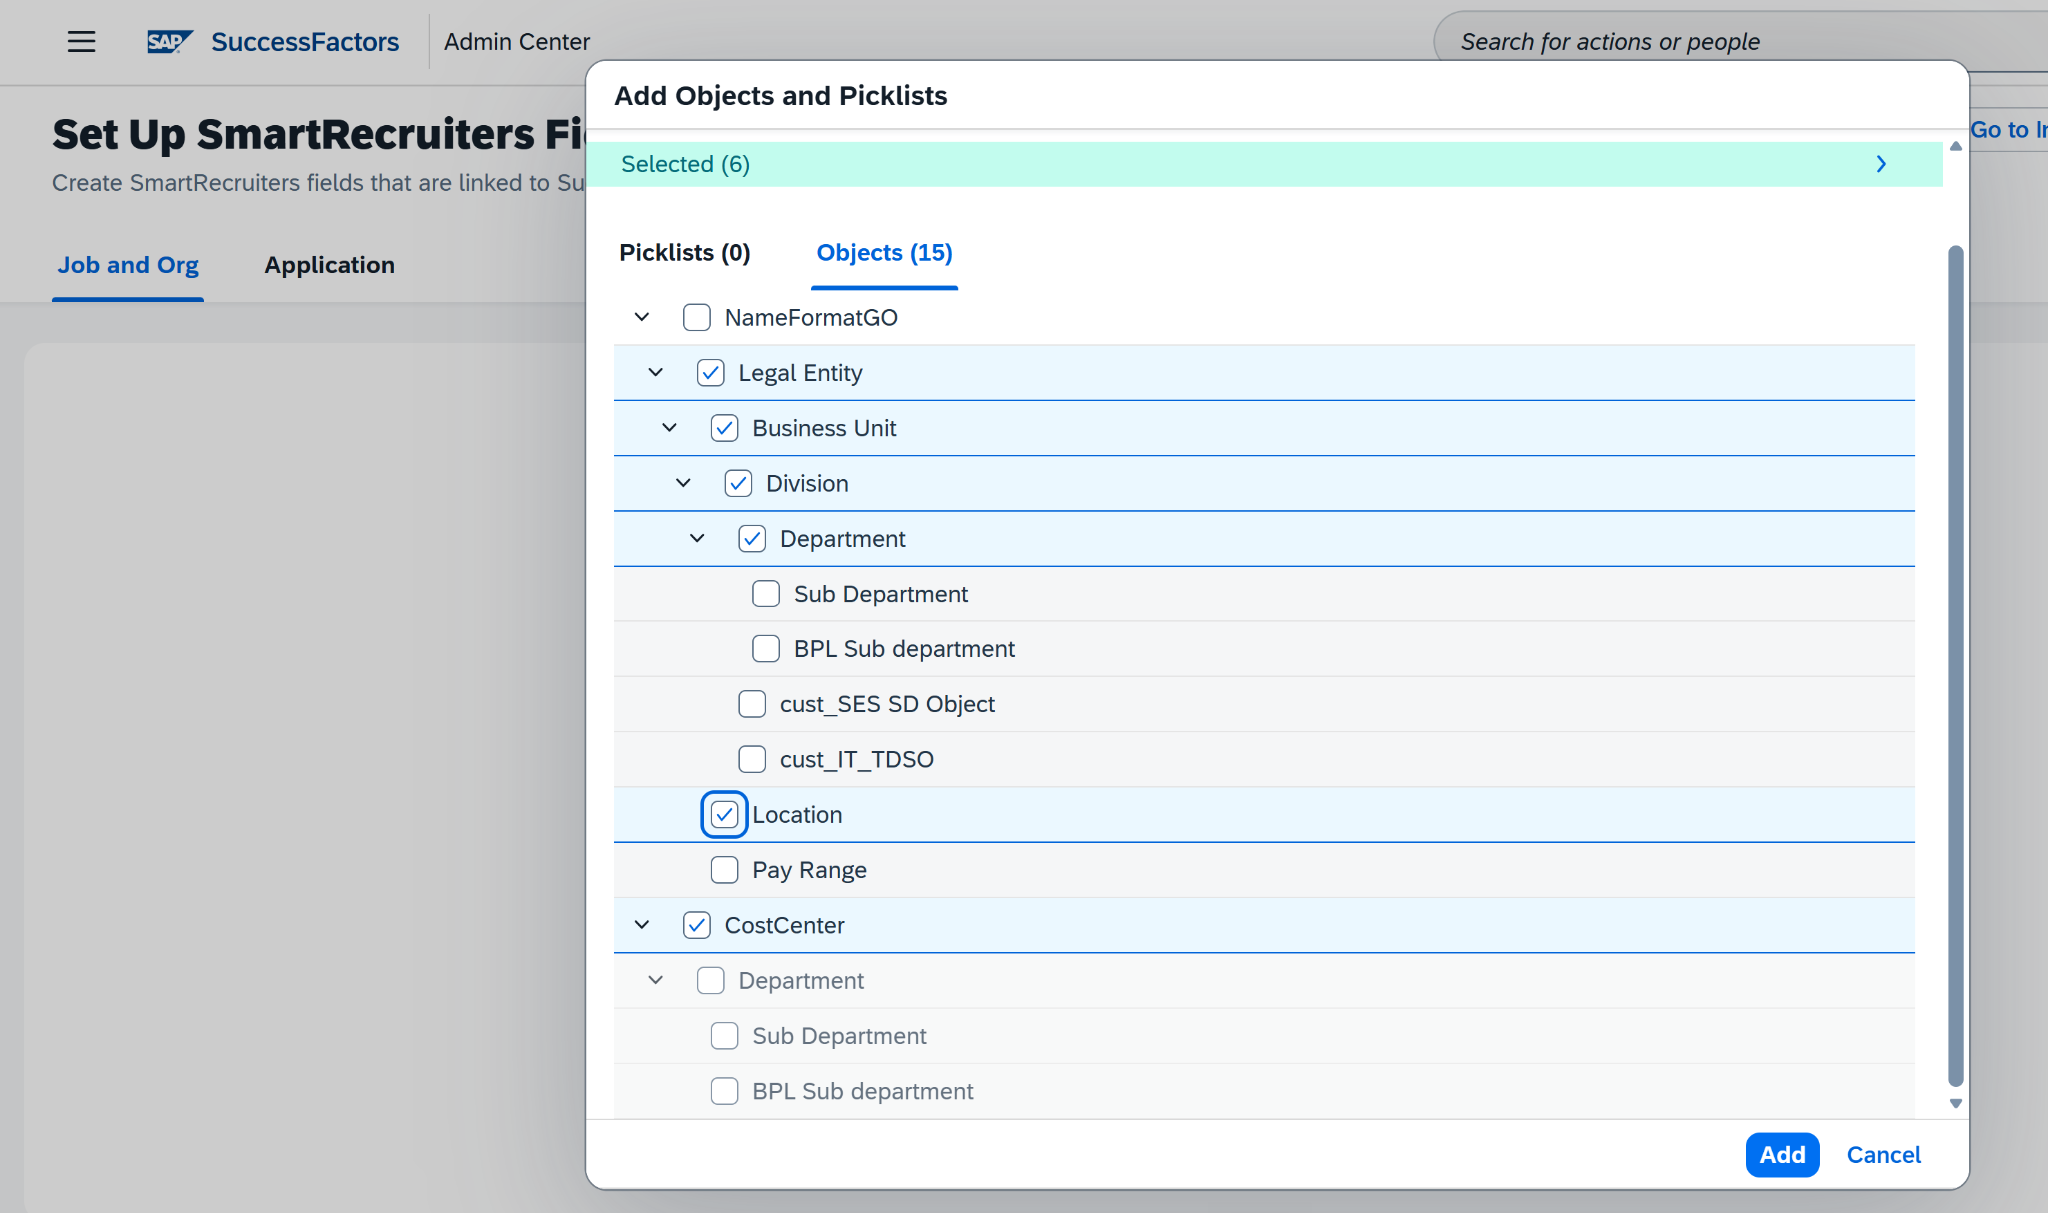 SAP SuccessFactors Admin Center
Search for actions or people
Add Objects and Picklists
Set Up SmartRecruiters
Create SmartRecruiters fields that are linked to
Go to
Selected (6)
Job and Org
Application
Picklists (0)
Objects (15)
NameFormatGO
Legal Entity
Business Unit
Division
Department
Sub Department
BPL Sub department
cust_SES SD Object
cust_IT_TDSO
Location
Pay Range
CostCenter
Department
Sub Department
BPL Sub department
Add
Cancel